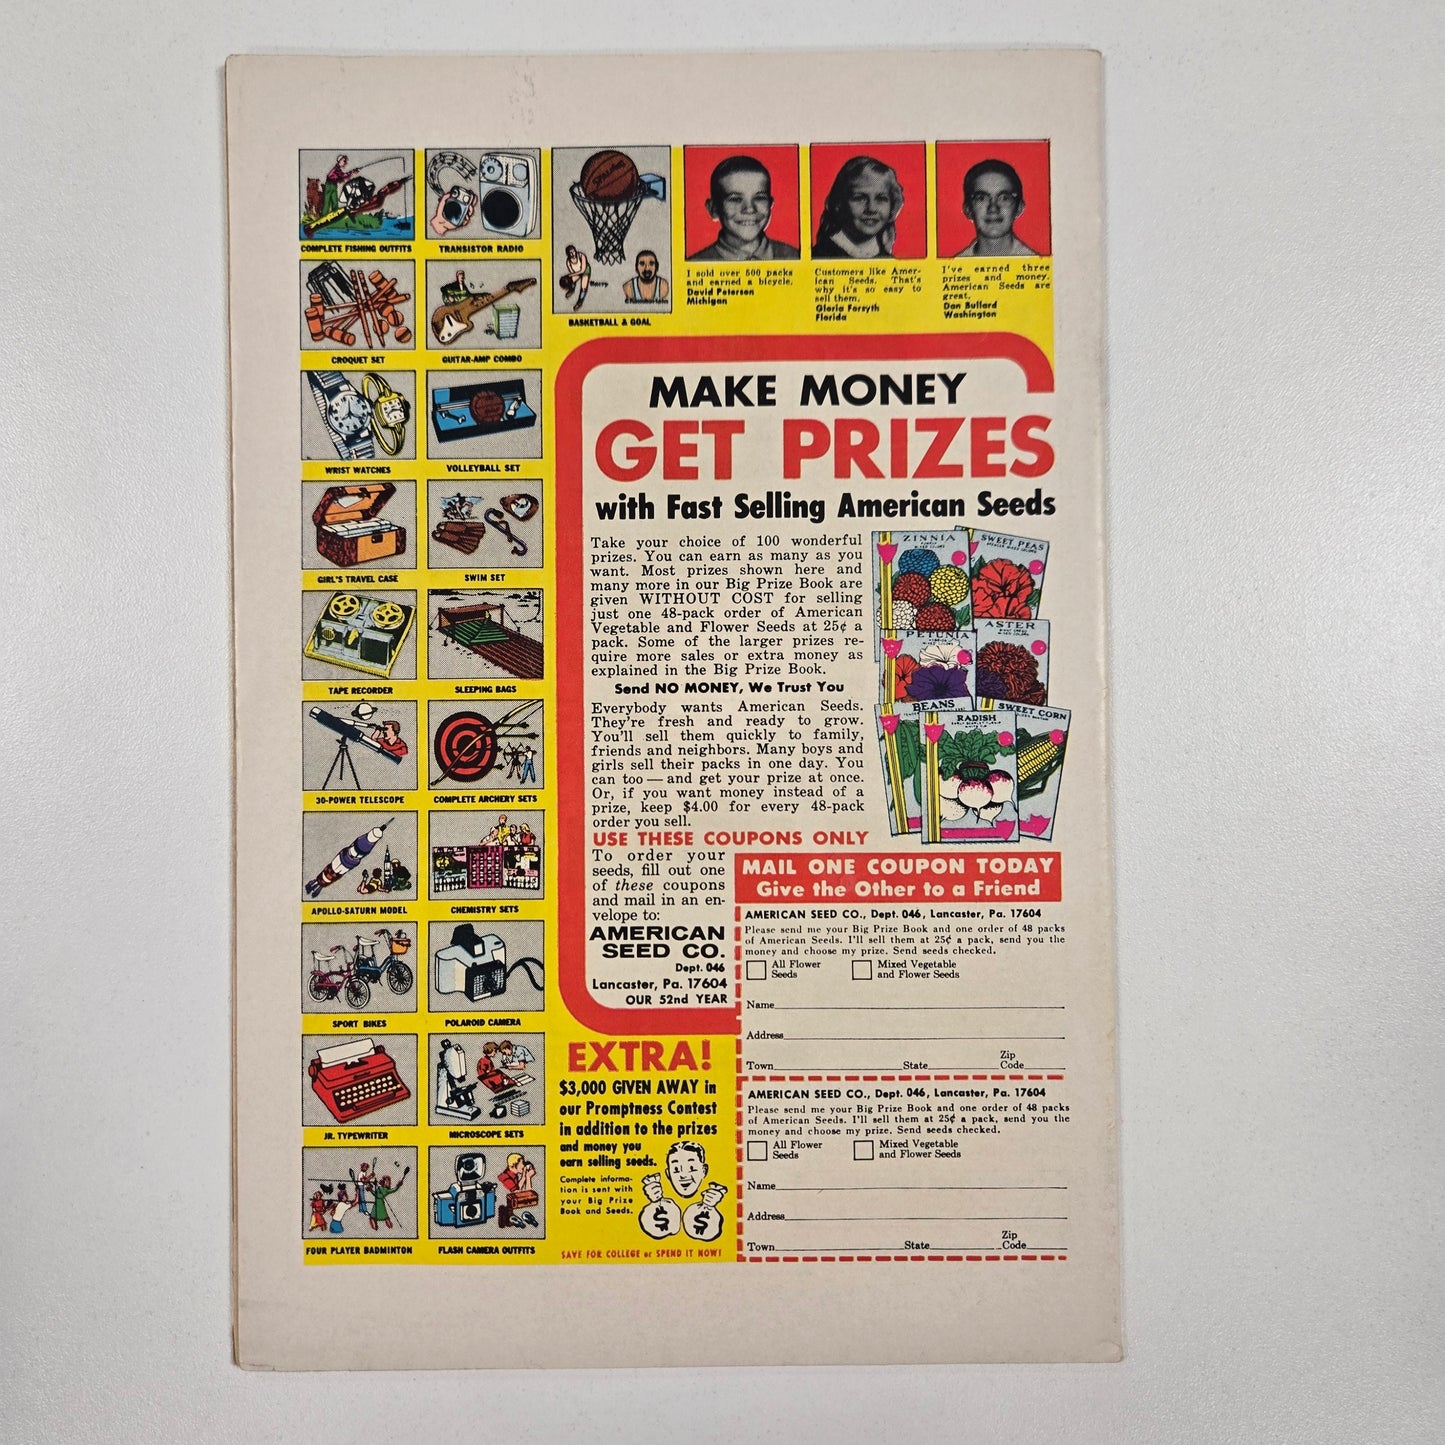 COMPLETE FISHING OUTFITS
TRANSISTOR RADIO
SPALDING
Barry
Chamberlain
BASKETBALL & GOAL
CROQUET SET
GUITAR-AMP COMBO
WRIST WATCHES
VOLLEYBALL SET
GIRL'S TRAVEL CASE
SWIM SET
TAPE RECORDER
SLEEPING BAGS
30-POWER TELESCOPE
COMPLETE ARCHERY SETS
APOLLO-SATURN MODEL
CHEMISTRY SETS
SPORT BIKES
POLAROID CAMERA
JR. TYPEWRITER
MICROSCOPE SETS
FOUR PLAYER BADMINTON
FLASH CAMERA OUTFITS
I sold over 500 packs
and earned a bicycle.
David Peterson
Michigan
Customers like Amer-
ican Seeds. That's
why it's so easy to
sell them.
Gloria Forsyth
Florida
I've earned three
prizes and money.
American Seeds are
great.
Don Bullard
Washington
MAKE MONEY
GET PRIZES
with Fast Selling American Seeds
Take your choice of 100 wonderful
prizes. You can earn as many as you
want. Most prizes shown here and
many more in our Big Prize Book are
given WITHOUT COST for selling
just one 48-pack order of American
Vegetable and Flower Seeds at 25¢ a
pack. Some of the larger prizes re-
quire more sales or extra money as
explained in the Big Prize Book.
Send NO MONEY, We Trust You
Everybody wants American Seeds.
They're fresh and ready to grow.
You'll sell them quickly to family,
friends and neighbors. Many boys and
girls sell their packs in one day. You
can too — and get your prize at once.
Or, if you want money instead of a
prize, keep $4.00 for every 48-pack
order you sell.
ZINNIA
SWEET PEAS
PETUNIA
ASTER
BEANS
RADISH
SWEET CORN
USE THESE COUPONS ONLY
To order your
seeds, fill out one
of these coupons
and mail in an en-
velope to:
AMERICAN
SEED CO.
Dept. 046
Lancaster, Pa. 17604
OUR 52nd YEAR
EXTRA!
$3,000 GIVEN AWAY in
our Promptness Contest
in addition to the prizes
and money you
earn selling seeds.
Complete informa-
tion is sent with
your Big Prize
Book and Seeds.
$ $
SAVE FOR COLLEGE or SPEND IT NOW!
MAIL ONE COUPON TODAY
Give the Other to a Friend
AMERICAN SEED CO., Dept. 046, Lancaster, Pa. 17604
Please send me your Big Prize Book and one order of 48 packs
of American Seeds. I'll sell them at 25¢ a pack, send you the
money and choose my prize. Send seeds checked.
All Flower Seeds
Mixed Vegetable and Flower Seeds
Name
Address
Town State Zip Code
AMERICAN SEED CO., Dept. 046, Lancaster, Pa. 17604
Please send me your Big Prize Book and one order of 48 packs
of American Seeds. I'll sell them at 25¢ a pack, send you the
money and choose my prize. Send seeds checked.
All Flower Seeds
Mixed Vegetable and Flower Seeds
Name
Address
Town State Zip Code